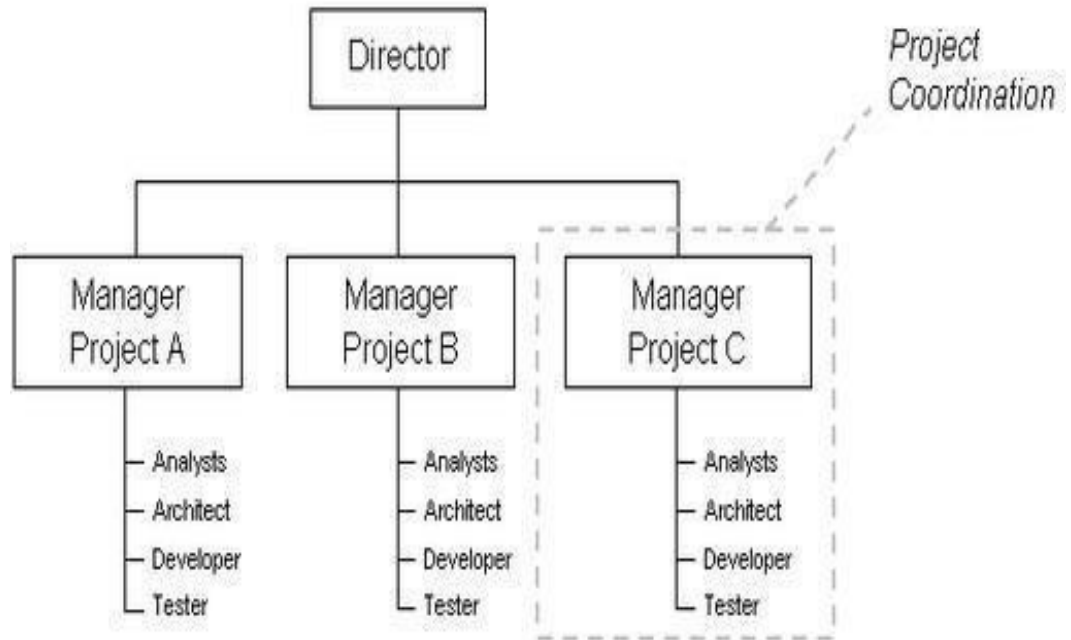 Director
Project
Coordination
Manager
Project A
Manager
Project B
Manager
Project C
Analysts
Architect
Developer
Tester
Analysts
Architect
Developer
Tester
Analysts
Architect
Developer
Tester